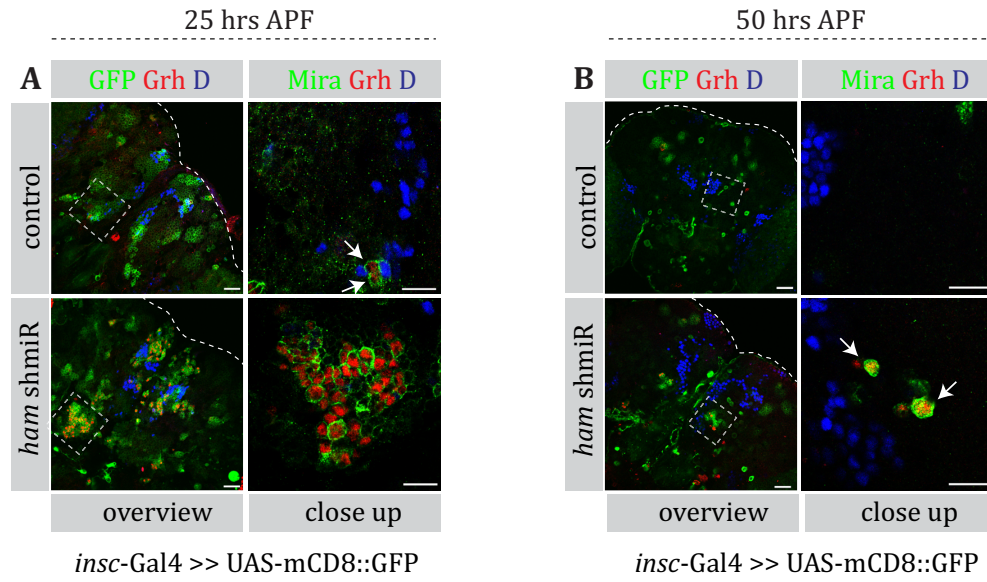 25 hrs APF
A
GFP Grh D
Mira Grh D
control
ham shmiR
overview
close up
insc-Gal4 >> UAS-mCD8::GFP
50 hrs APF
B
GFP Grh D
Mira Grh D
control
ham shmiR
overview
close up
insc-Gal4 >> UAS-mCD8::GFP